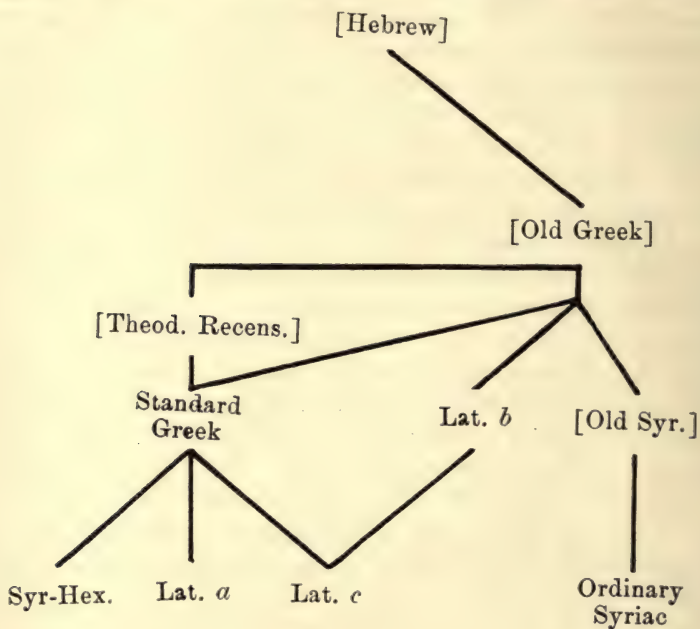 [Hebrew]
[Old Greek]
[Theod. Recens.]
Standard
Greek
Lat. b
[Old Syr.]
Syr-Hex.
Lat. a
Lat. c
Ordinary
Syriac